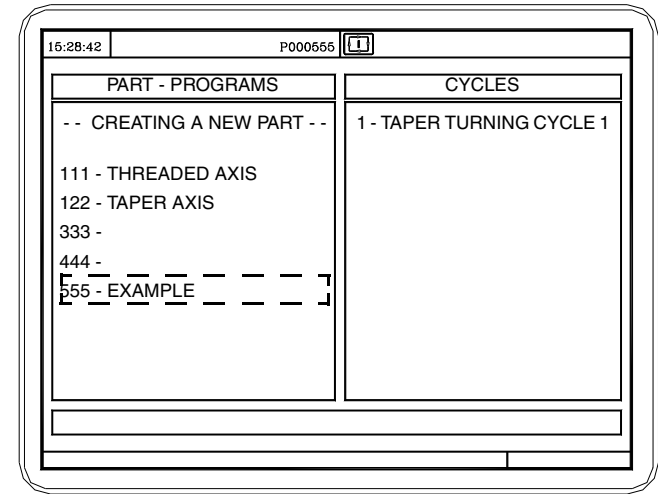 15:28:42
P000555
PART - PROGRAMS
CYCLES
- - CREATING A NEW PART - -
1 - TAPER TURNING CYCLE 1
111 - THREADED AXIS
122 - TAPER AXIS
333 -
444 -
555 - EXAMPLE